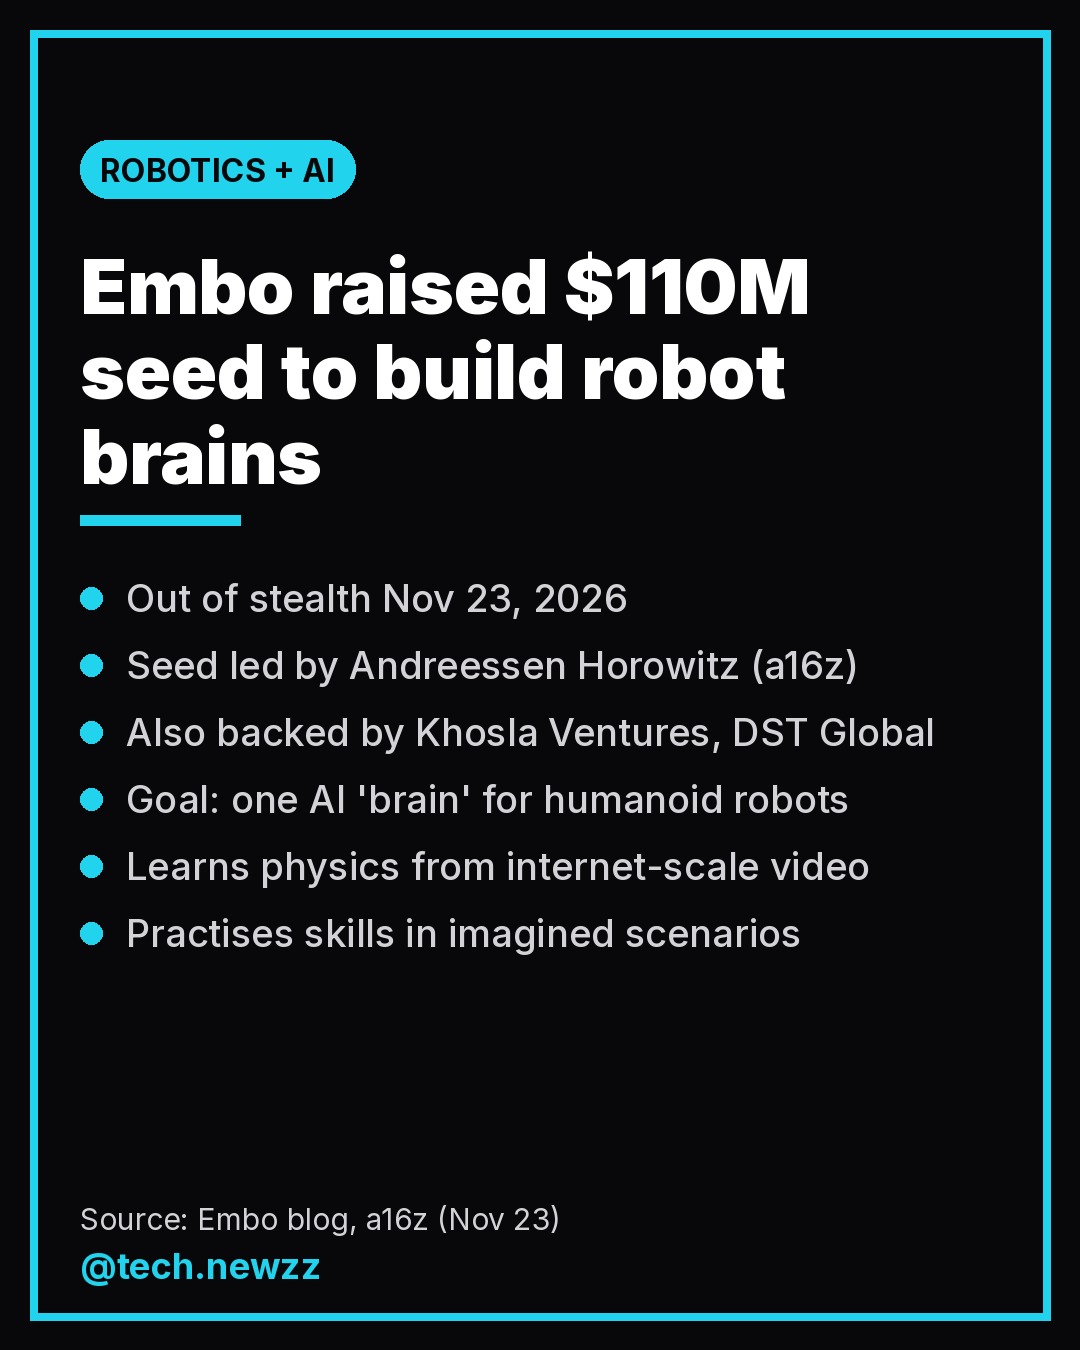 ROBOTICS + AI
Embo raised $110M
seed to build robot
brains
Out of stealth Nov 23, 2026
Seed led by Andreessen Horowitz (a16z)
Also backed by Khosla Ventures, DST Global
Goal: one AI 'brain' for humanoid robots
Learns physics from internet-scale video
Practises skills in imagined scenarios
Source: Embo blog, a16z (Nov 23)
@tech.newzz